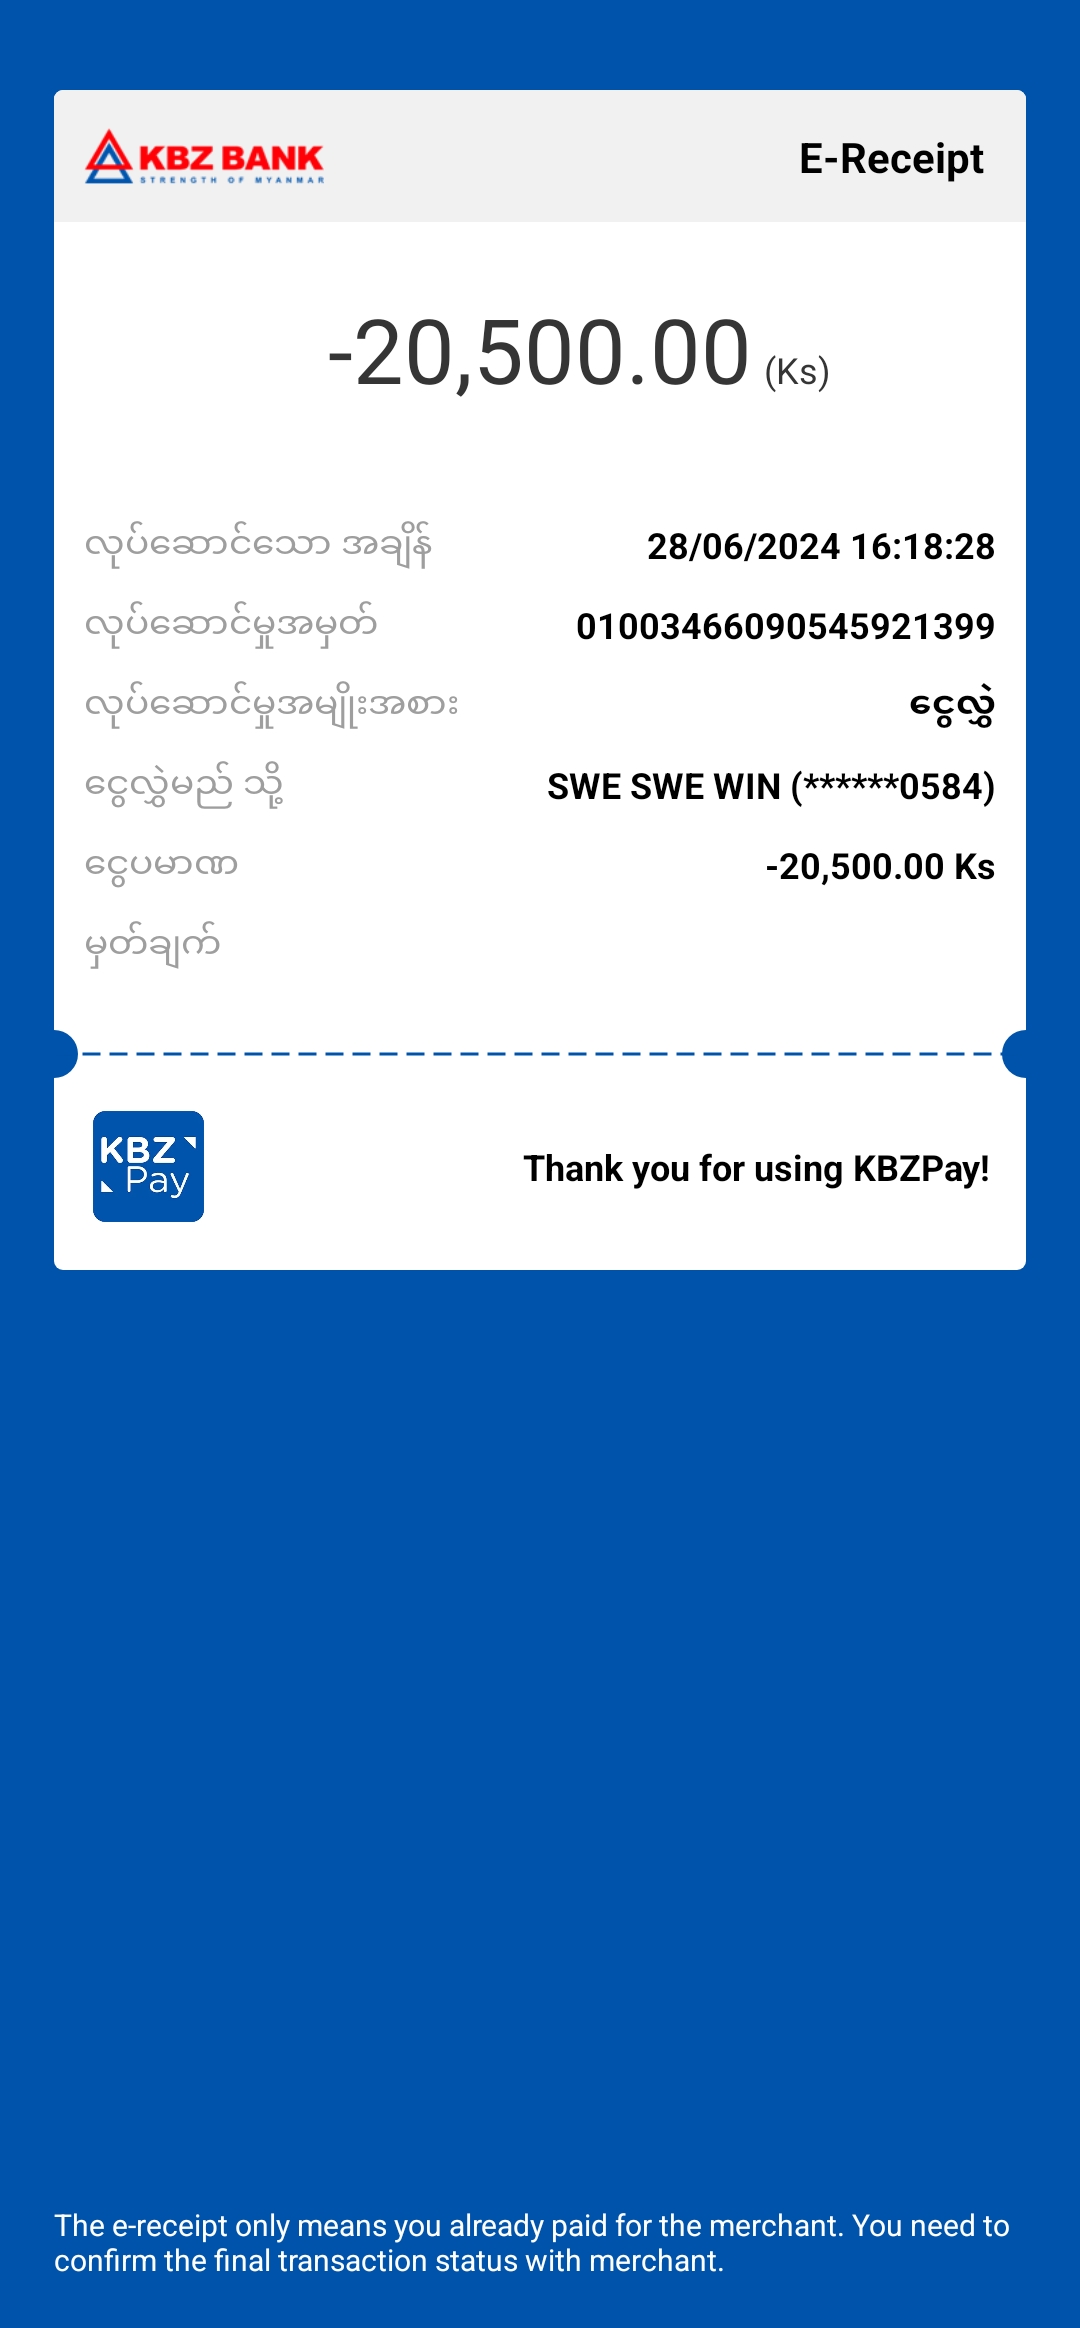 KBZ BANK
STRENGTH OF MYANMAR
E-Receipt
-20,500.00 (Ks)
လုပ်ဆောင်သော အချိန် 28/06/2024 16:18:28
လုပ်ဆောင်မှုအမှတ် 01003466090545921399
လုပ်ဆောင်မှုအမျိုးအစား ငွေလွှဲ
ငွေလွှဲမည် သို့ SWE SWE WIN (******0584)
ငွေပမာဏ -20,500.00 Ks
မှတ်ချက်
KBZ
Pay
Thank you for using KBZPay!
The e-receipt only means you already paid for the merchant. You need to
confirm the final transaction status with merchant.